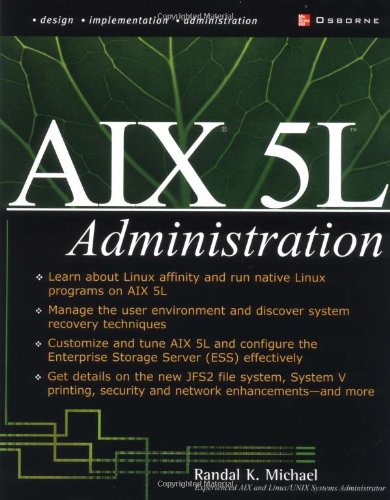 • design • implementation • administration
OSBORNE
AIX® 5L™
Administration
Learn about Linux affinity and run native Linux
programs on AIX 5L
Manage the user environment and discover system
recovery techniques
Customize and tune AIX 5L and configure the
Enterprise Storage Server (ESS) effectively
Get details on the new JFS2 file system, System V
printing, security and network enhancements—and more
Randal K. Michael
Experienced AIX and Linux/UNIX Systems Administrator